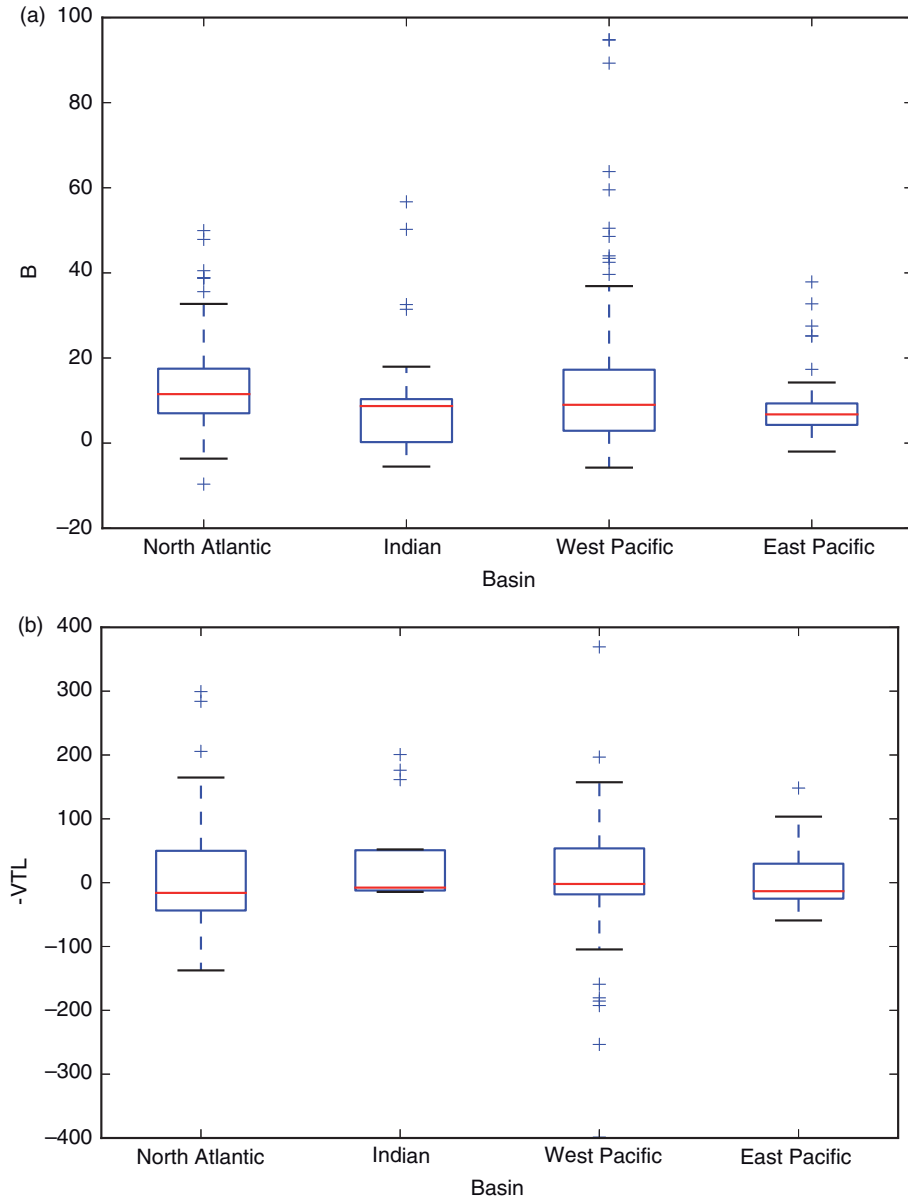 (a)
100
80
60
40
20
0
–20
B
North Atlantic
Indian
West Pacific
East Pacific
Basin
(b)
400
300
200
100
0
–100
–200
–300
–400
-VTL
North Atlantic
Indian
West Pacific
East Pacific
Basin